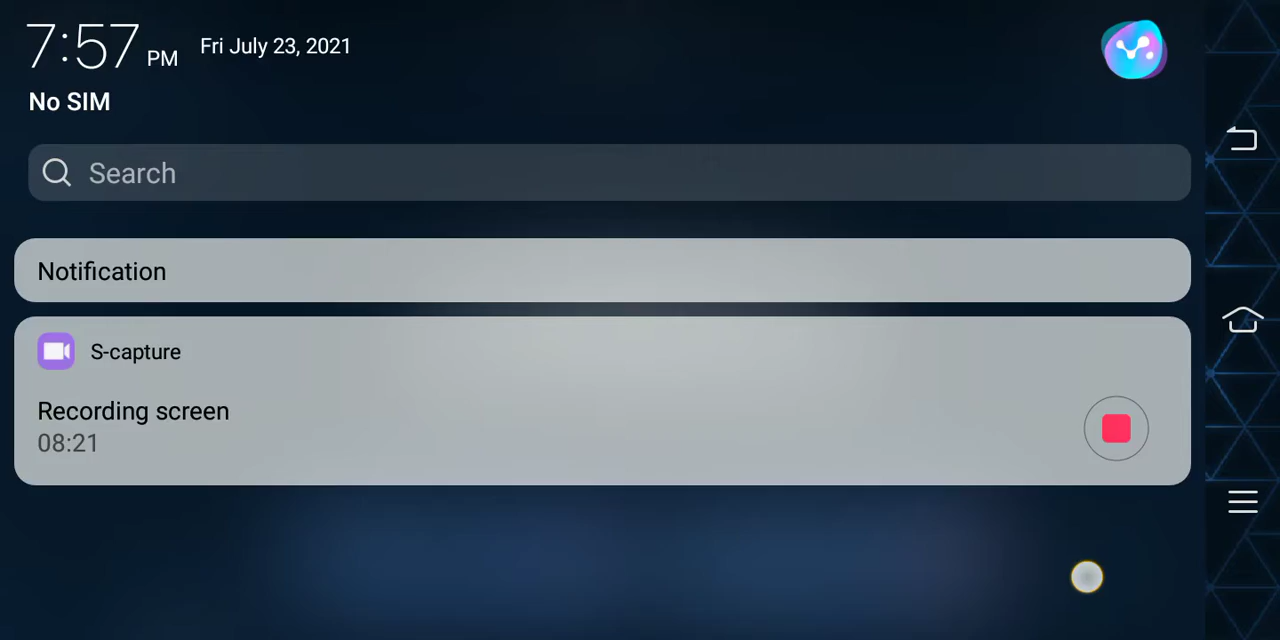 7:57 PM Fri July 23, 2021
No SIM
Search
Notification
S-capture
Recording screen
08:21